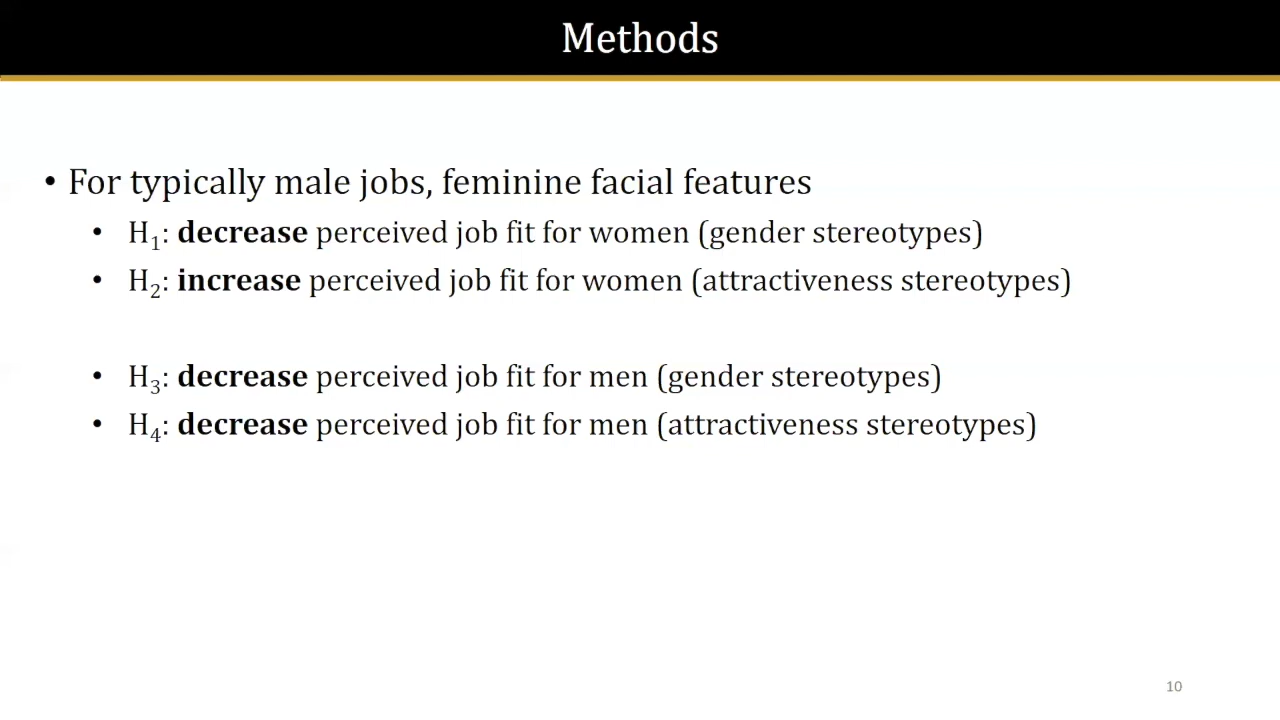 Methods
• For typically male jobs, feminine facial features
• H₁: decrease perceived job fit for women (gender stereotypes)
• H₂: increase perceived job fit for women (attractiveness stereotypes)
• H₃: decrease perceived job fit for men (gender stereotypes)
• H₄: decrease perceived job fit for men (attractiveness stereotypes)
10